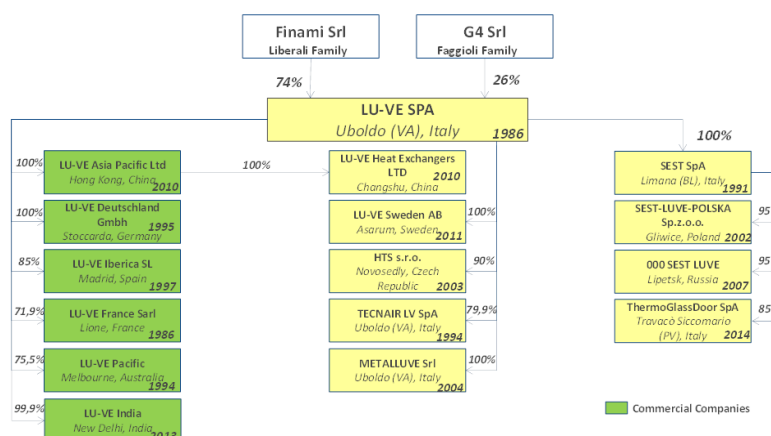 Finami Srl
Liberali Family
G4 Srl
Faggioli Family
74%
26%
LU-VE SPA
Uboldo (VA), Italy
1986
100%
100%
LU-VE Asia Pacific Ltd
Hong Kong, China
2010
100%
LU-VE Heat Exchangers
LTD
2010
Changshu, China
SEST SpA
Limana (BL), Italy
1991
100%
LU-VE Deutschland
Gmbh
1995
Stoccarda, Germany
LU-VE Sweden AB
Asarum, Sweden
2011
100%
SEST-LUVE-POLSKA
Sp.z.o.o.
Gliwice, Poland
2002
85%
LU-VE Iberica SL
Madrid, Spain
1997
HTS s.r.o.
Novosedly, Czech
Republic
2003
90%
000 SEST LUVE
Lipetsk, Russia
2007
71,9%
LU-VE France Sarl
Lione, France
1986
TECNAIR LV SpA
Uboldo (VA), Italy
1994
79,9%
ThermoGlassDoor SpA
Travacò Siccomario
(PV), Italy
2014
75,5%
LU-VE Pacific
Melbourne, Australia
1994
METALLUVE Srl
Uboldo (VA), Italy
2004
100%
99,9%
LU-VE India
New Delhi, India
Commercial Companies